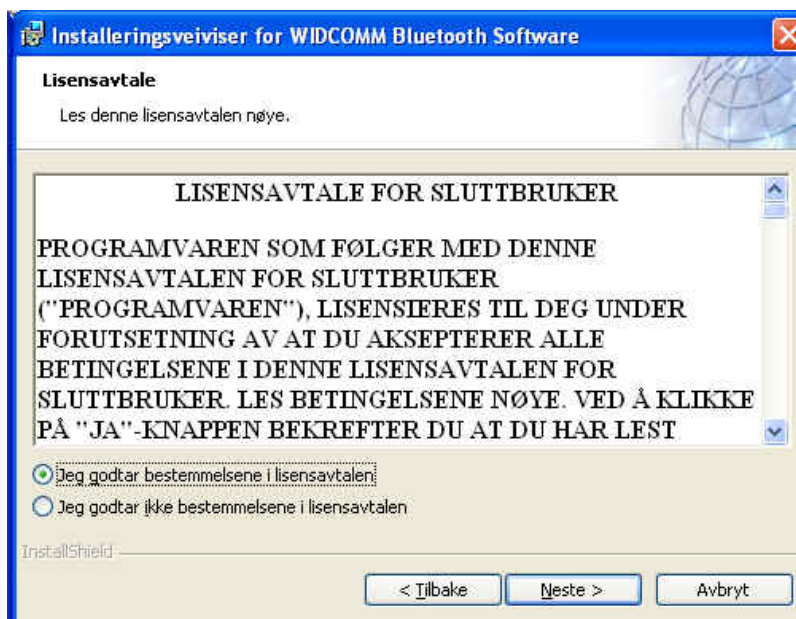 Installeringsveiviser for WIDCOMM Bluetooth Software
Lisensavtale
Les denne lisensavtalen nøye.
LISENSAVTALE FOR SLUTTBRUKER
PROGRAMVAREN SOM FØLGER MED DENNE
LISENSAVTALEN FOR SLUTTBRUKER
("PROGRAMVAREN"), LISENSIERES TIL DEG UNDER
FORUTSETNING AV AT DU AKSEPTERER ALLE
BETINGELSENE I DENNE LISENSAVTALEN FOR
SLUTTBRUKER. LES BETINGELSENE NØYE. VED Å KLIKKE
PÅ "JA"-KNAPPEN BEKREFTER DU AT DU HAR LEST
Jeg godtar bestemmelsene i lisensavtalen
Jeg godtar ikke bestemmelsene i lisensavtalen
InstallShield
< Tilbake Neste > Avbryt